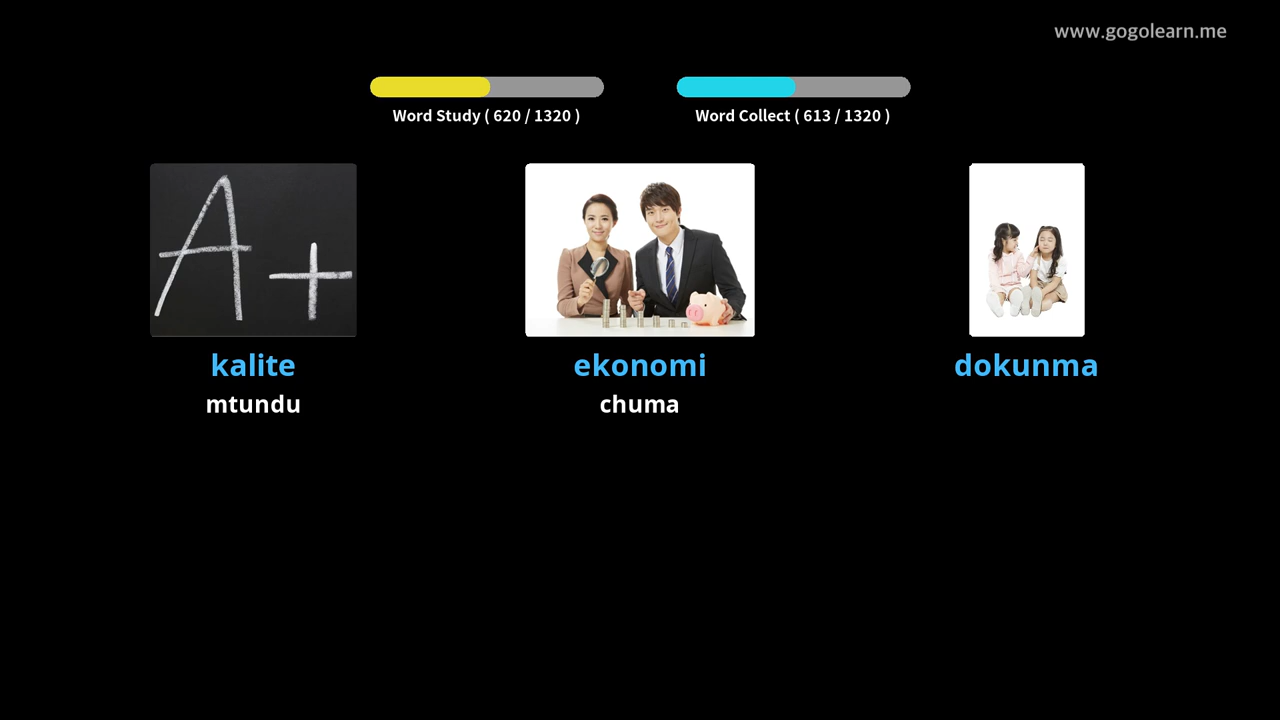 www.gogolearn.me
Word Study ( 620 / 1320 )
Word Collect ( 613 / 1320 )
A+
kalite
ekonomi
dokunma
mtundu
chuma